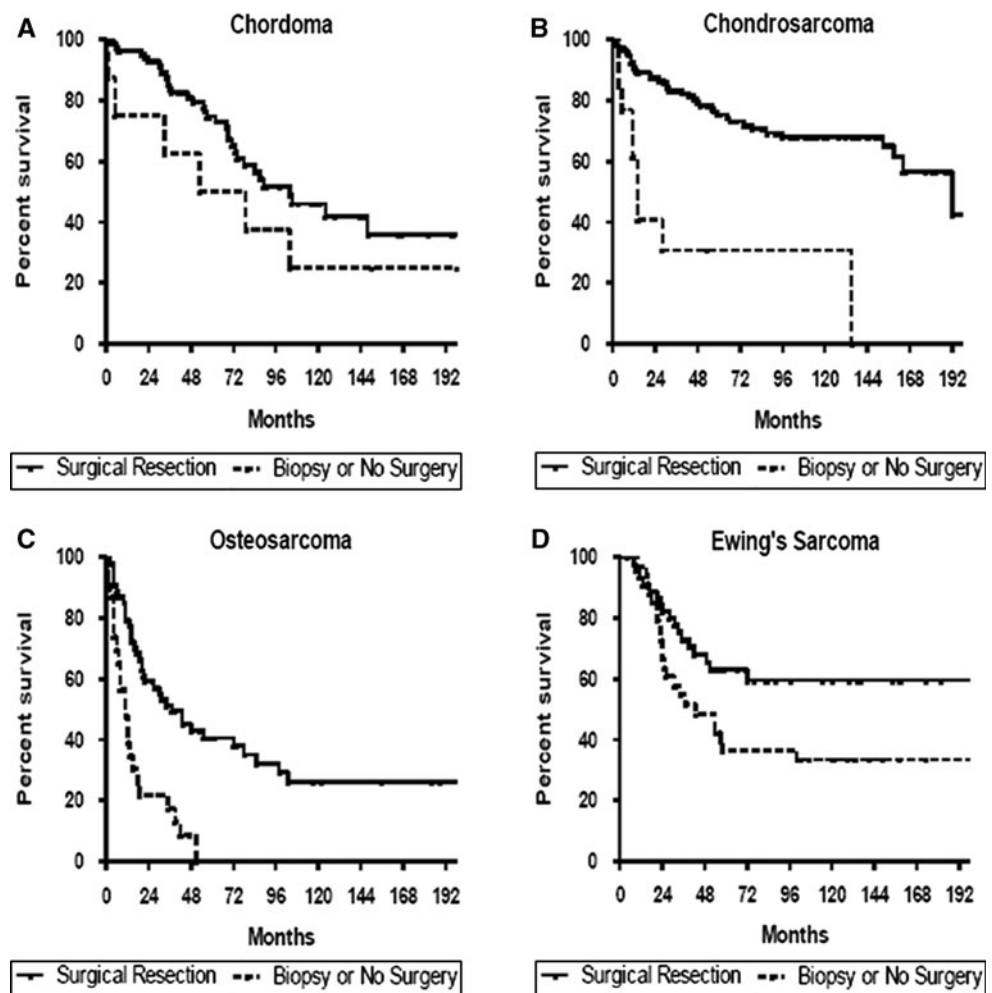 A Chordoma
Percent survival
100
80
60
40
20
0
0 24 48 72 96 120 144 168 192
Months
Surgical Resection Biopsy or No Surgery
B Chondrosarcoma
Percent survival
100
80
60
40
20
0
0 24 48 72 96 120 144 168 192
Months
Surgical Resection Biopsy or No Surgery
C Osteosarcoma
Percent survival
100
80
60
40
20
0
0 24 48 72 96 120 144 168 192
Months
Surgical Resection Biopsy or No Surgery
D Ewing's Sarcoma
Percent survival
100
80
60
40
20
0
0 24 48 72 96 120 144 168 192
Months
Surgical Resection Biopsy or No Surgery